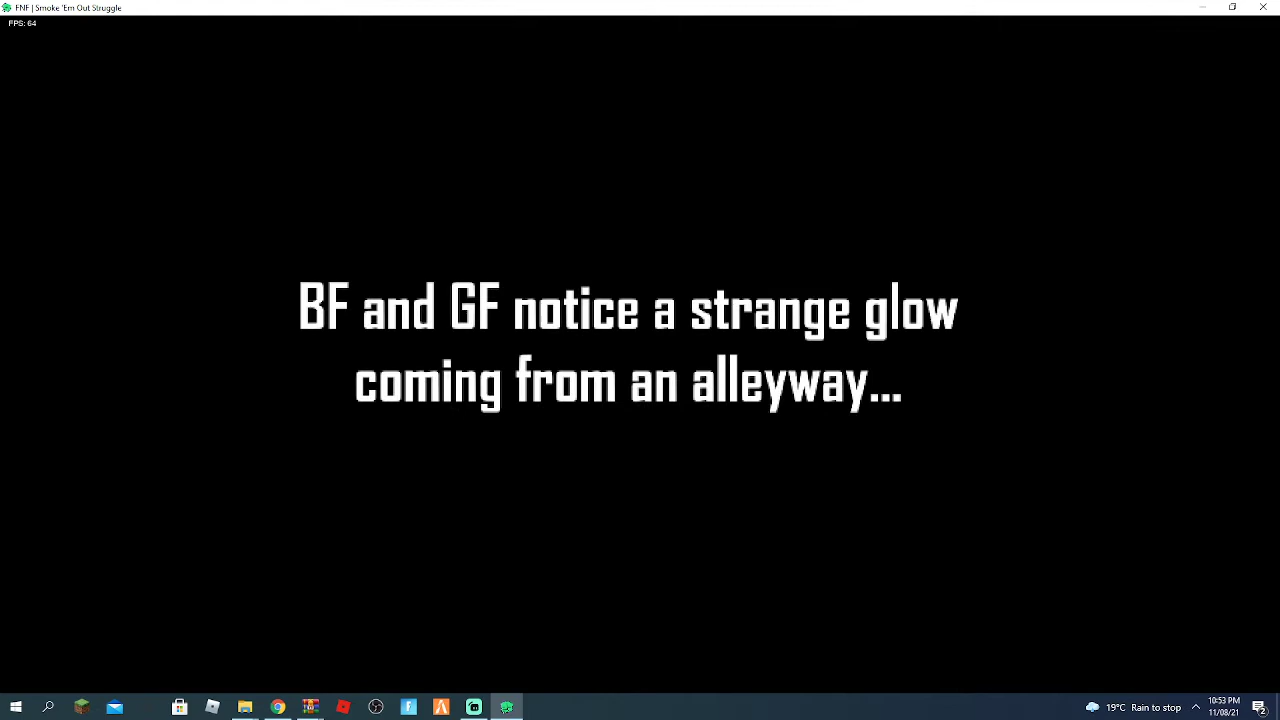 FNF | Smoke 'Em Out Struggle
FPS: 64
BF and GF notice a strange glow
coming from an alleyway...
19°C Rain to stop
10:53 PM
11/08/21
2